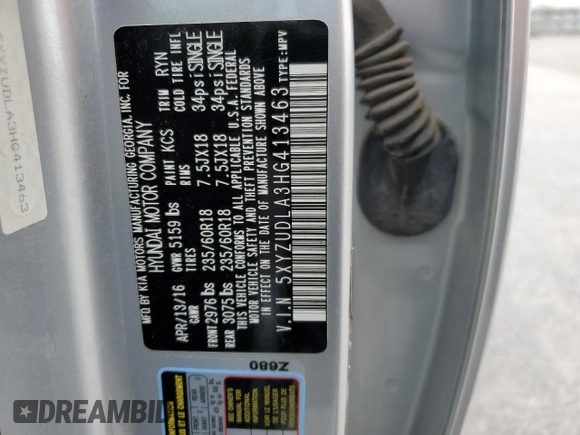 MFD. BY KIA MOTORS MANUFACTURING GEORGIA, INC. FOR
HYUNDAI MOTOR COMPANY
APR/13/16 GVWR 5159 lbs PAINT KCS TRIM RYN
GAWR TIRES RIMS COLD TIRE INFL
FRONT 2976 lbs 235/60R18 7.5JX18 34psi SINGLE
REAR 3075 lbs 235/60R18 7.5JX18 34psi SINGLE
THIS VEHICLE CONFORMS TO ALL APPLICABLE U.S.A. FEDERAL
MOTOR VEHICLE SAFETY AND THEFT PREVENTION STANDARDS
IN EFFECT ON THE DATE OF MANUFACTURE SHOWN ABOVE
V.I.N 5XYZUDLA3HG413463 TYPE:MPV
5XYZUDLA3HG413463
Z680
DREAMBID